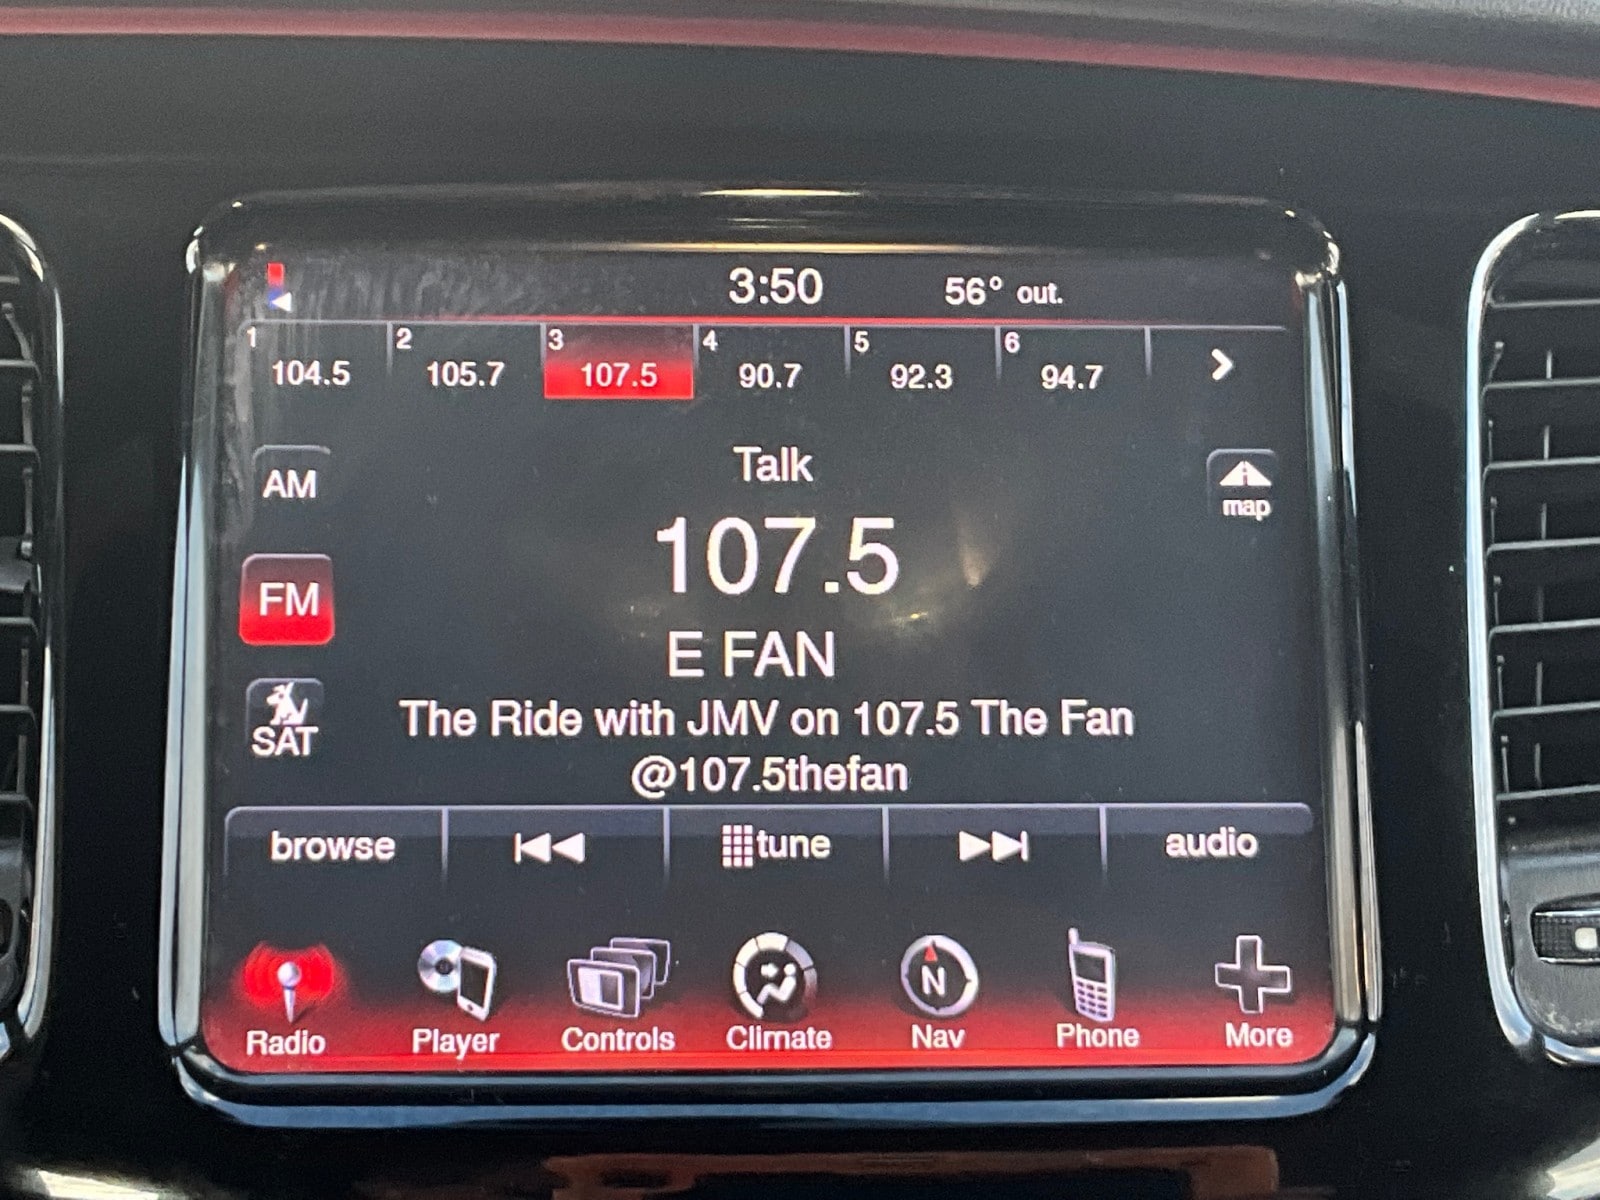 3:50 56° out.
1 2 3 4 5 6
104.5 105.7 107.5 90.7 92.3 94.7
Talk
AM
map
107.5
FM
E FAN
SAT
The Ride with JMV on 107.5 The Fan
@107.5thefan
browse tune audio
N
Radio Player Controls Climate Nav Phone More